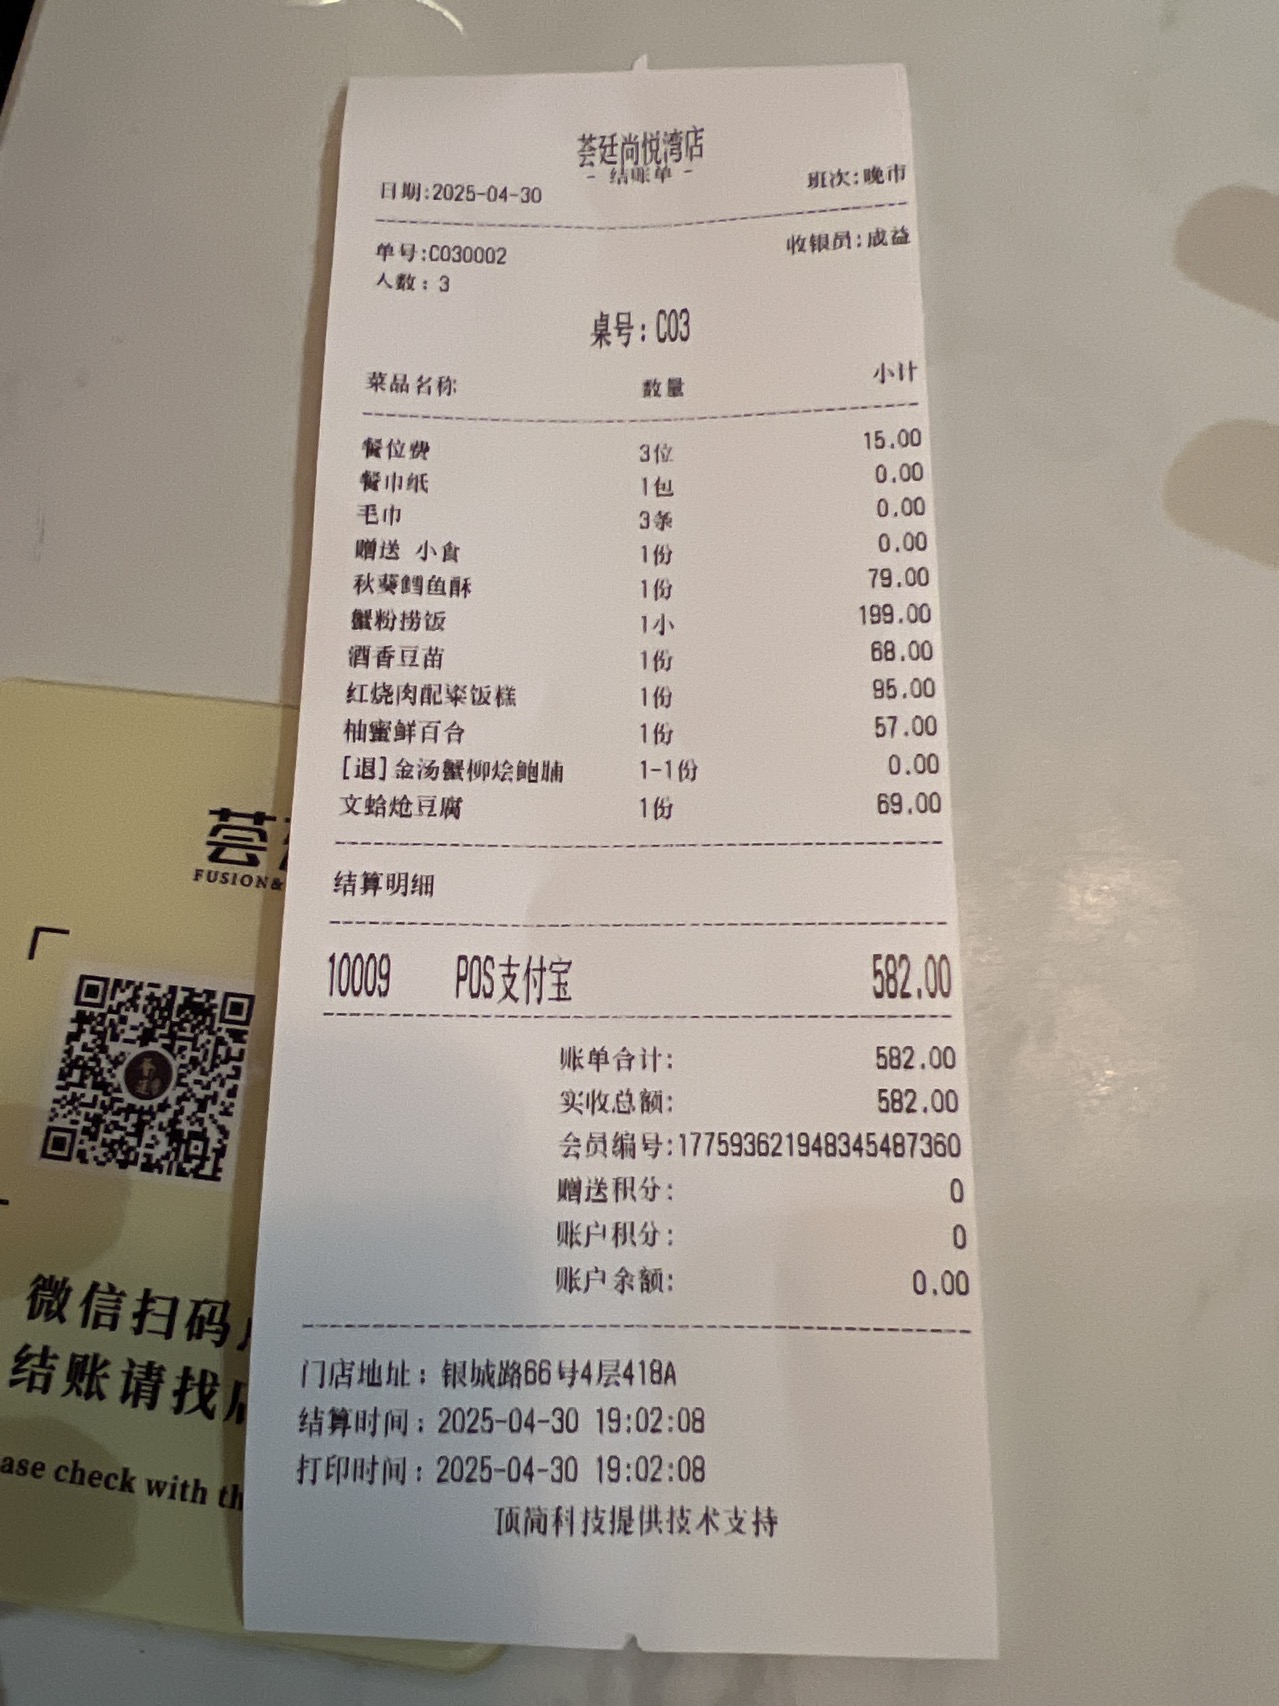 荟廷尚悦湾店
- 结账单 -
日期:2025-04-30 班次:晚市
单号:C030002 收银员:成益
人数: 3
桌号: C03
菜品名称 数量 小计
餐位费 3位 15.00
餐巾纸 1包 0.00
毛巾 3条 0.00
赠送 小食 1份 0.00
秋葵鳕鱼酥 1份 79.00
蟹粉捞饭 1小 199.00
酒香豆苗 1份 68.00
红烧肉配粢饭糕 1份 95.00
柚蜜鲜百合 1份 57.00
[退]金汤蟹柳烩鲍脯 1-1份 0.00
文蛤炝豆腐 1份 69.00
结算明细
10009 POS支付宝 582.00
账单合计: 582.00
实收总额: 582.00
会员编号:177593621948345487360
赠送积分: 0
账户积分: 0
账户余额: 0.00
门店地址: 银城路66号4层418A
结算时间: 2025-04-30 19:02:08
打印时间: 2025-04-30 19:02:08
顶简科技提供技术支持
荟
FUSION&
微信扫码
结账请找
ase check with th